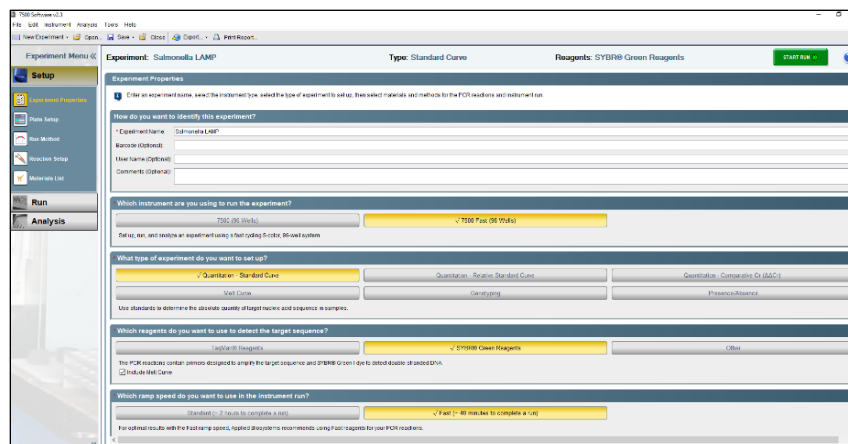 7500 Software v2.3
File Edit Instrument Analysis Tools Help
New Experiment Open... Save Close Export... Print Report...
Experiment Menu «
Experiment: Salmonella LAMP Type: Standard Curve Reagents: SYBR® Green Reagents START RUN
Setup
Experiment Properties
Plate Setup
Run Method
Reaction Setup
Materials List
Run
Analysis
Experiment Properties
Enter an experiment name, select the instrument type, select the type of experiment to set up, then select materials and methods for the PCR reactions and instrument run.
How do you want to identify this experiment?
* Experiment Name: Salmonella LAMP
Barcode (Optional):
User Name (Optional):
Comments (Optional):
Which instrument are you using to run the experiment?
7500 (96 Wells) ✓ 7500 Fast (96 Wells)
Set up, run, and analyze an experiment using a fast cycling 5-color, 96-well system.
What type of experiment do you want to set up?
✓ Quantitation - Standard Curve Quantitation - Relative Standard Curve Quantitation - Comparative CT (ΔΔCT)
Melt Curve Genotyping Presence/Absence
Use standards to determine the absolute quantity of target nucleic acid sequence in samples.
Which reagents do you want to use to detect the target sequence?
TaqMan® Reagents ✓ SYBR® Green Reagents Other
The PCR reactions contain primers designed to amplify the target sequence and SYBR® Green I dye to detect double-stranded DNA.
Include Melt Curve
Which ramp speed do you want to use in the instrument run?
Standard (~ 2 hours to complete a run) ✓ Fast (~ 40 minutes to complete a run)
For optimal results with the Fast ramp speed, Applied Biosystems recommends using Fast reagents for your PCR reactions.